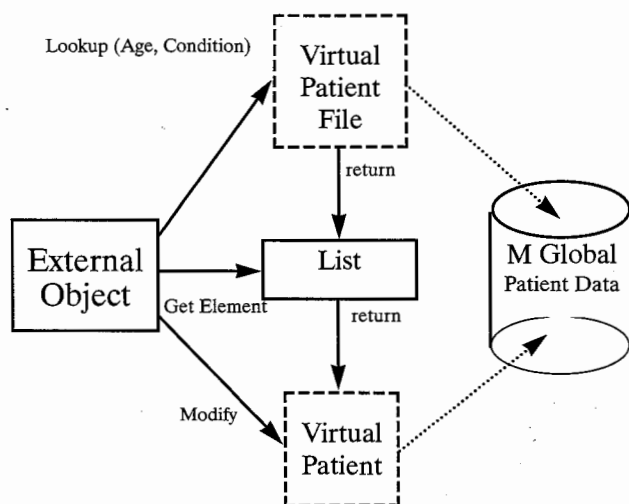 Lookup (Age, Condition)
Virtual
Patient
File
return
External
Object
List
Get Element
return
M Global
Patient Data
Modify
Virtual
Patient